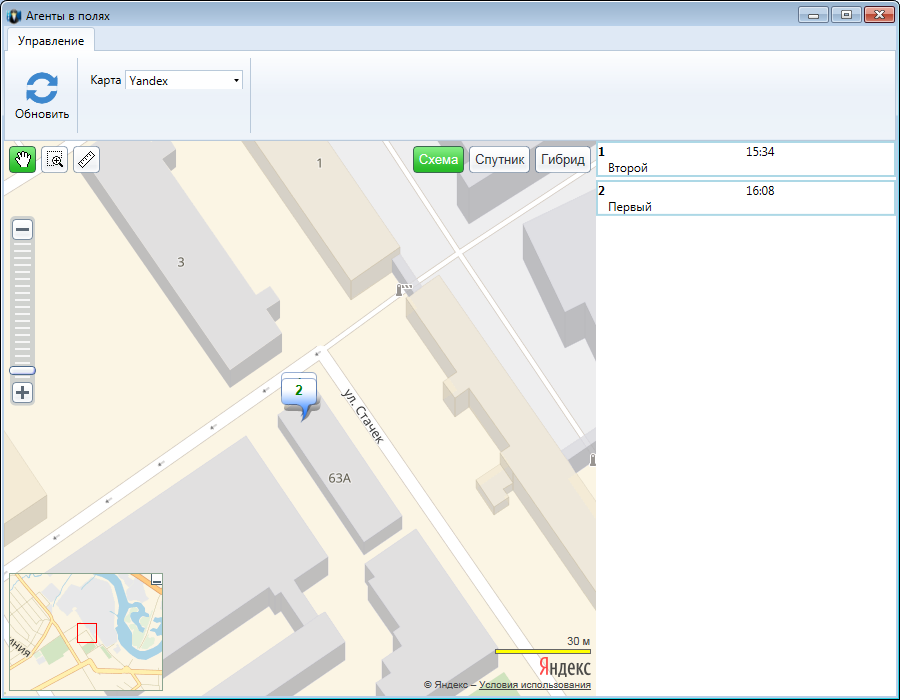 Агенты в полях
Управление
Карта Yandex
Обновить
Схема Спутник Гибрид
1 15:34
Второй
2 16:08
Первый
1
3
2
ул. Стачек
63А
иния
30 м
Яндекс
© Яндекс – Условия использования